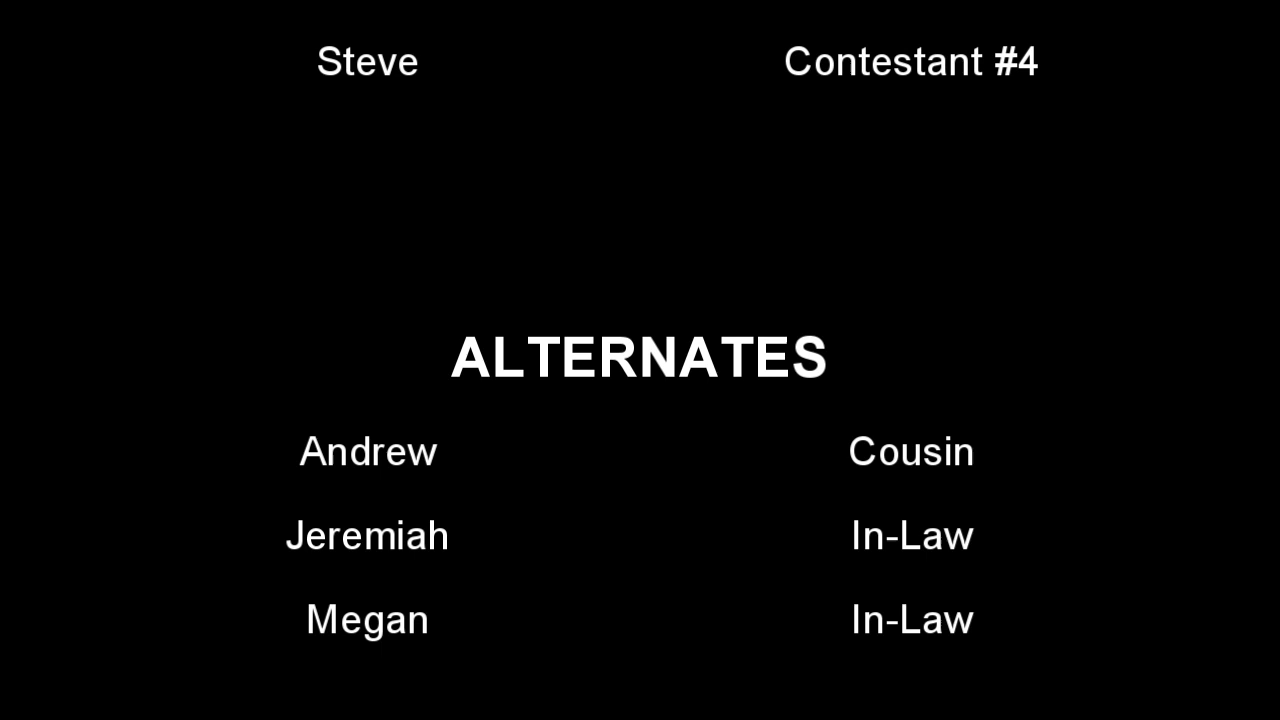 Steve Contestant #4
ALTERNATES
Andrew Cousin
Jeremiah In-Law
Megan In-Law